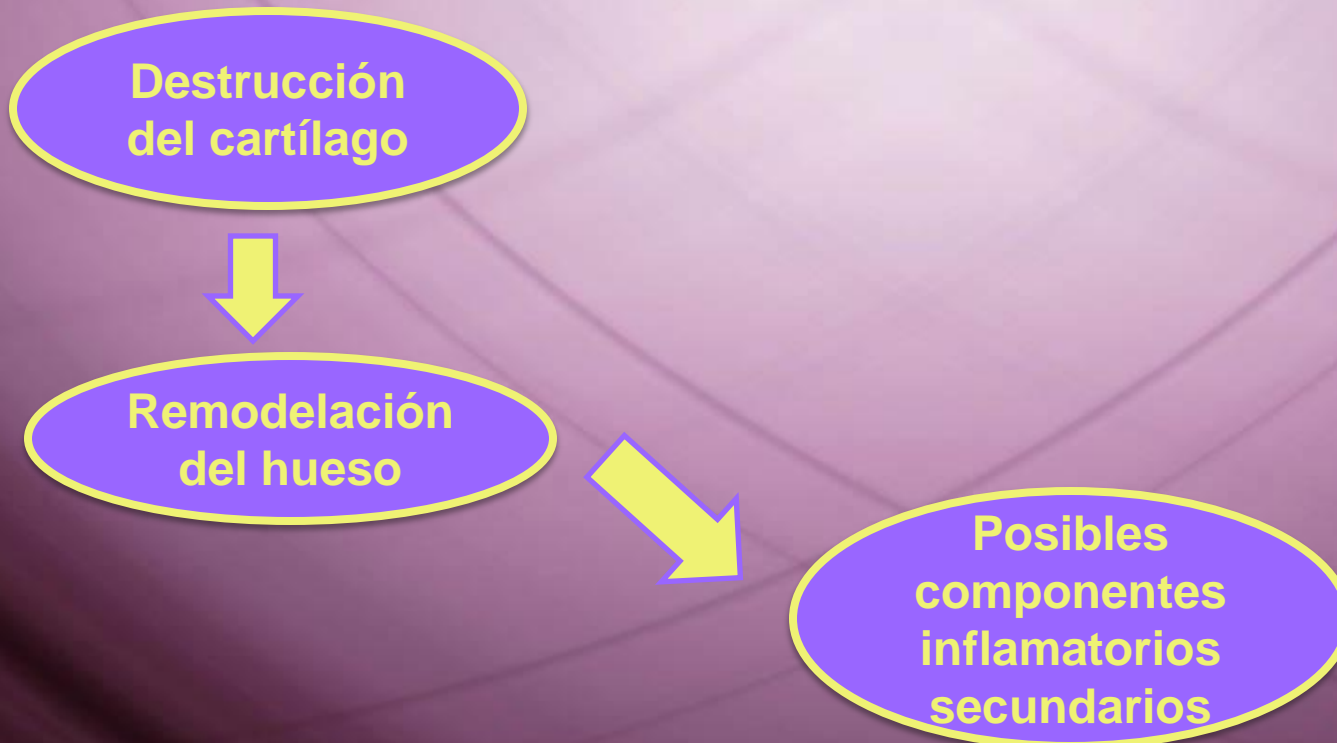 Destrucción
del cartílago
Remodelación
del hueso
Posibles
componentes
inflamatorios
secundarios